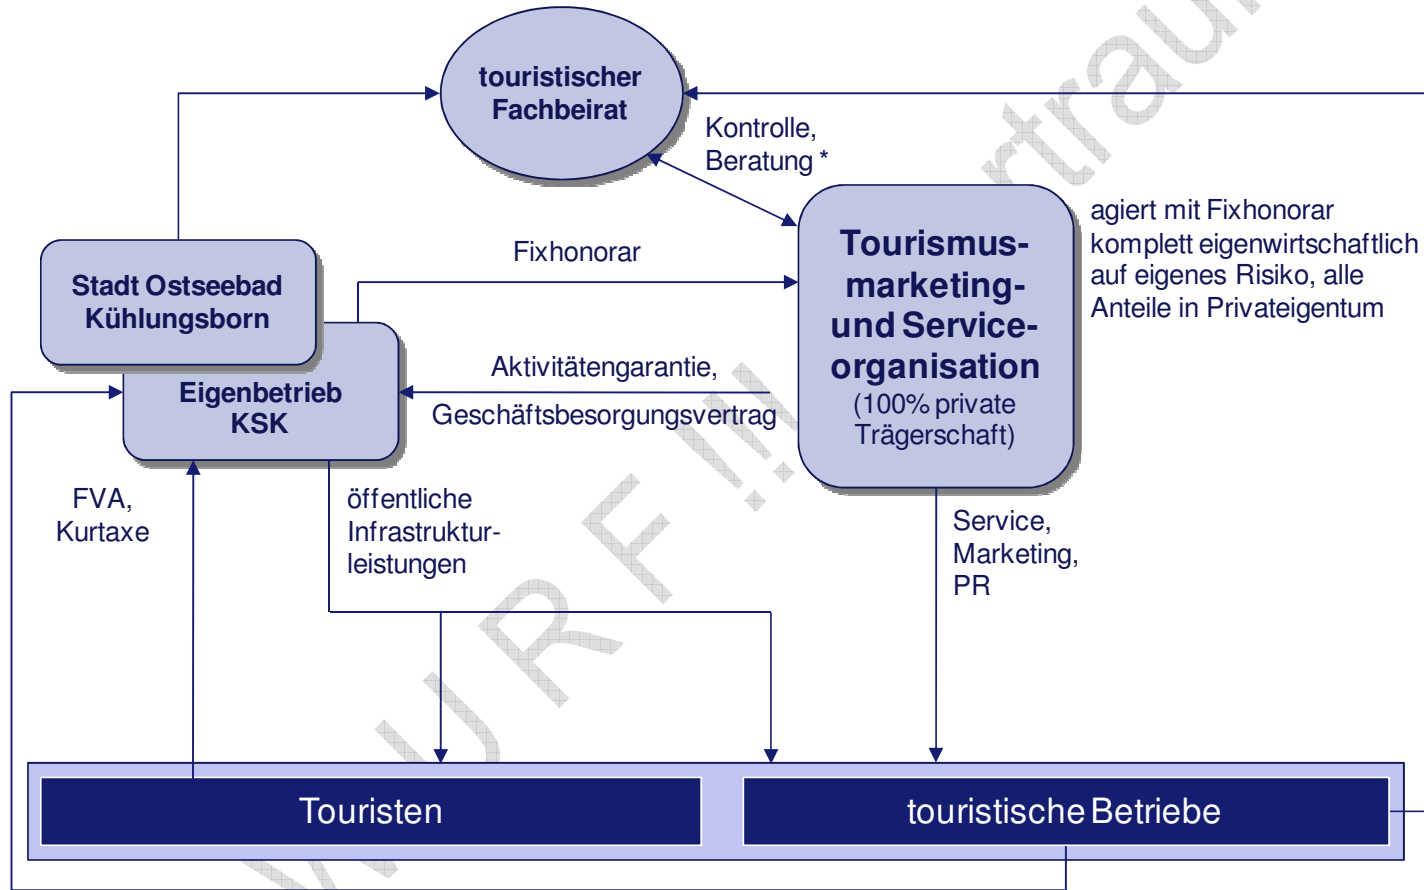 touristischer
Fachbeirat
Kontrolle,
Beratung *
Stadt Ostseebad
Kühlungsborn
Fixhonorar
Tourismus-
marketing-
und Service-
organisation
(100% private
Trägerschaft)
agiert mit Fixhonorar
komplett eigenwirtschaftlich
auf eigenes Risiko, alle
Anteile in Privateigentum
Eigenbetrieb
KSK
Aktivitätengarantie,
Geschäftsbesorgungsvertrag
FVA,
Kurtaxe
öffentliche
Infrastruktur-
leistungen
Service,
Marketing,
PR
Touristen
touristische Betriebe